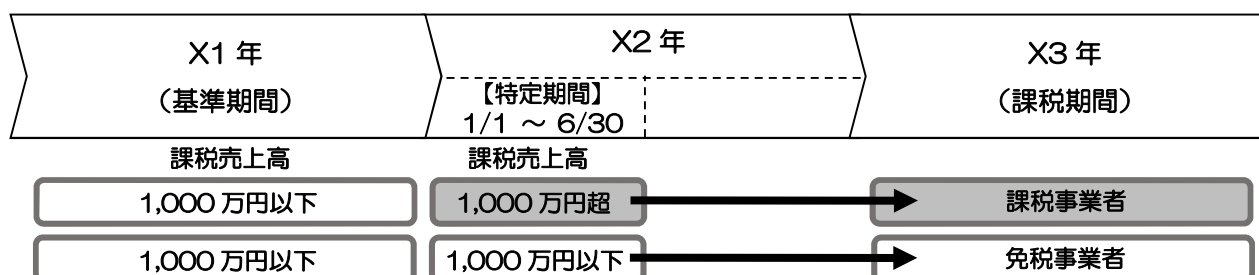 X1 年
（基準期間）
X2 年
【特定期間】
1/1 ～ 6/30
X3 年
（課税期間）
課税売上高
課税売上高
1,000 万円以下
1,000 万円超
課税事業者
1,000 万円以下
1,000 万円以下
免税事業者